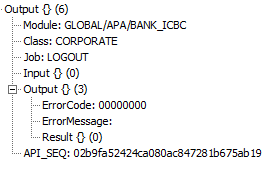 Output {} (6)
Module: GLOBAL/APA/BANK_ICBC
Class: CORPORATE
Job: LOGOUT
Input {} (0)
Output {} (3)
ErrorCode: 00000000
ErrorMessage:
Result {} (0)
API_SEQ: 02b9fa52424ca080ac847281b675ab19